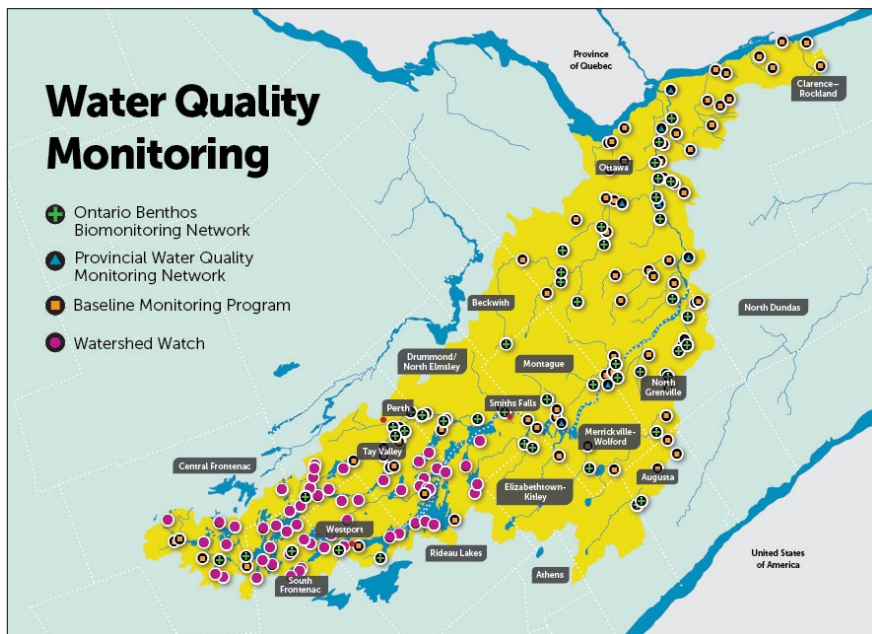 Water Quality
Monitoring
Ontario Benthos
Biomonitoring Network
Provincial Water Quality
Monitoring Network
Baseline Monitoring Program
Watershed Watch
Province
of Quebec
Clarence–
Rockland
Ottawa
Beckwith
North Dundas
Drummond/
North Elmsley
Montague
North
Grenville
Perth
Smiths Falls
Merrickville-
Wolford
Tay Valley
Central Frontenac
Elizabethtown-
Kitley
Augusta
Westport
Rideau Lakes
United States
of America
South
Frontenac
Athens